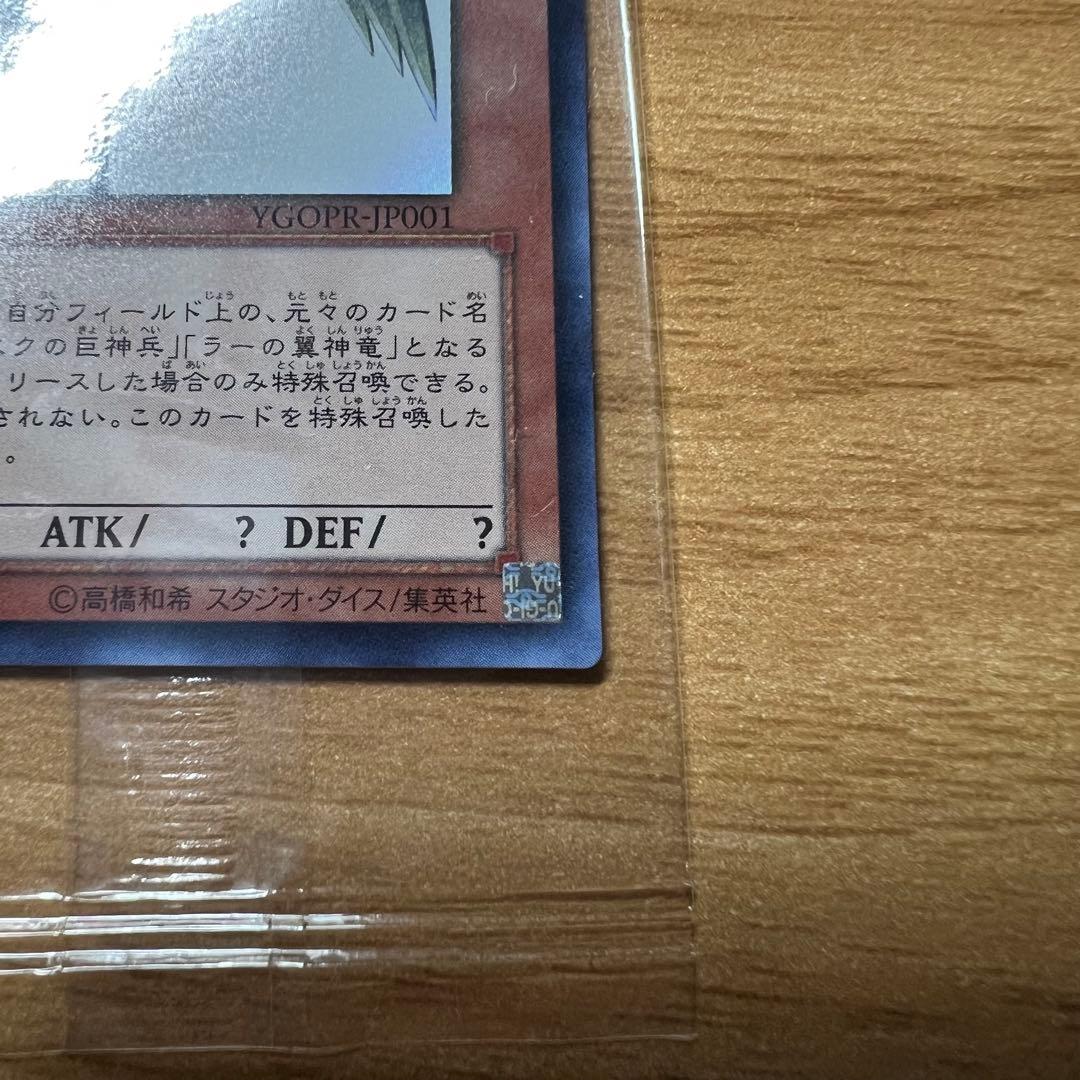 YGOPR-JP001
自分フィールド上の、元々のカード名
スクの巨神兵」「ラーの翼神竜」となる
リリースした場合のみ特殊召喚できる。
されない。このカードを特殊召喚した
。
ATK/ ? DEF/ ?
©高橋和希 スタジオ・ダイス/集英社